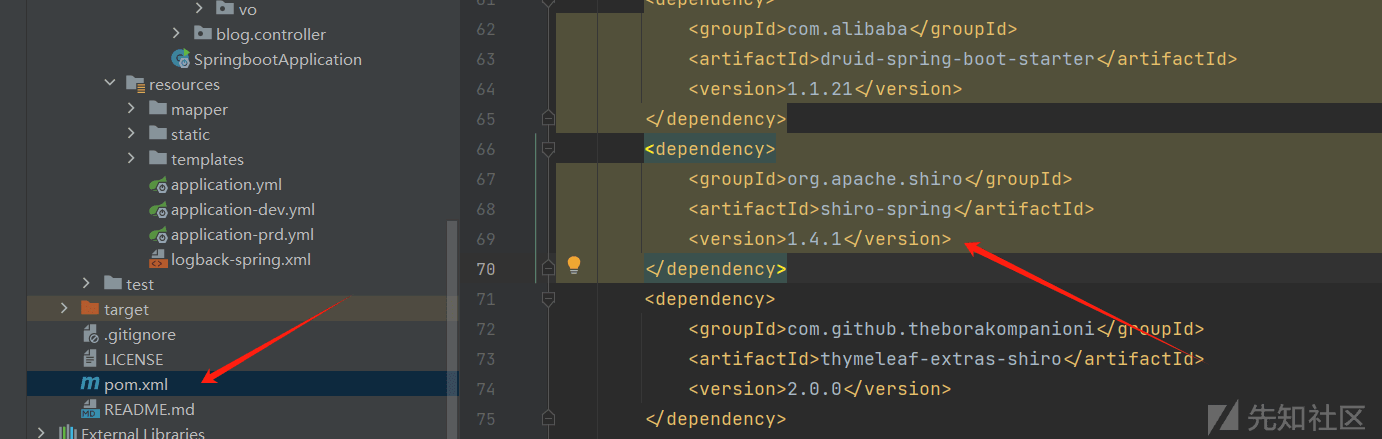 vo
blog.controller
SpringbootApplication
resources
mapper
static
templates
application.yml
application-dev.yml
application-prd.yml
logback-spring.xml
test
target
.gitignore
LICENSE
pom.xml
README.md
External Libraries
61 <dependency>
62 <groupId>com.alibaba</groupId>
63 <artifactId>druid-spring-boot-starter</artifactId>
64 <version>1.1.21</version>
65 </dependency>
66 <dependency>
67 <groupId>org.apache.shiro</groupId>
68 <artifactId>shiro-spring</artifactId>
69 <version>1.4.1</version>
70 </dependency>
71 <dependency>
72 <groupId>com.github.theborakompanioni</groupId>
73 <artifactId>thymeleaf-extras-shiro</artifactId>
74 <version>2.0.0</version>
75 </dependency>
先知社区